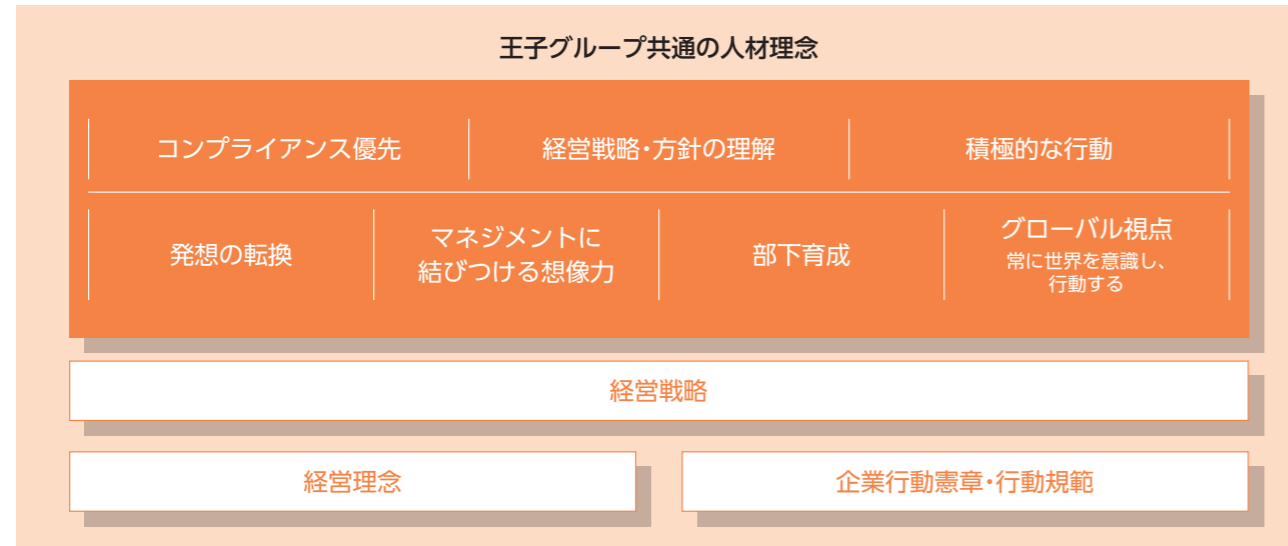 王子グループ共通の人材理念
コンプライアンス優先
経営戦略・方針の理解
積極的な行動
発想の転換
マネジメントに
結びつける想像力
部下育成
グローバル視点
常に世界を意識し、
行動する
経営戦略
経営理念
企業行動憲章・行動規範